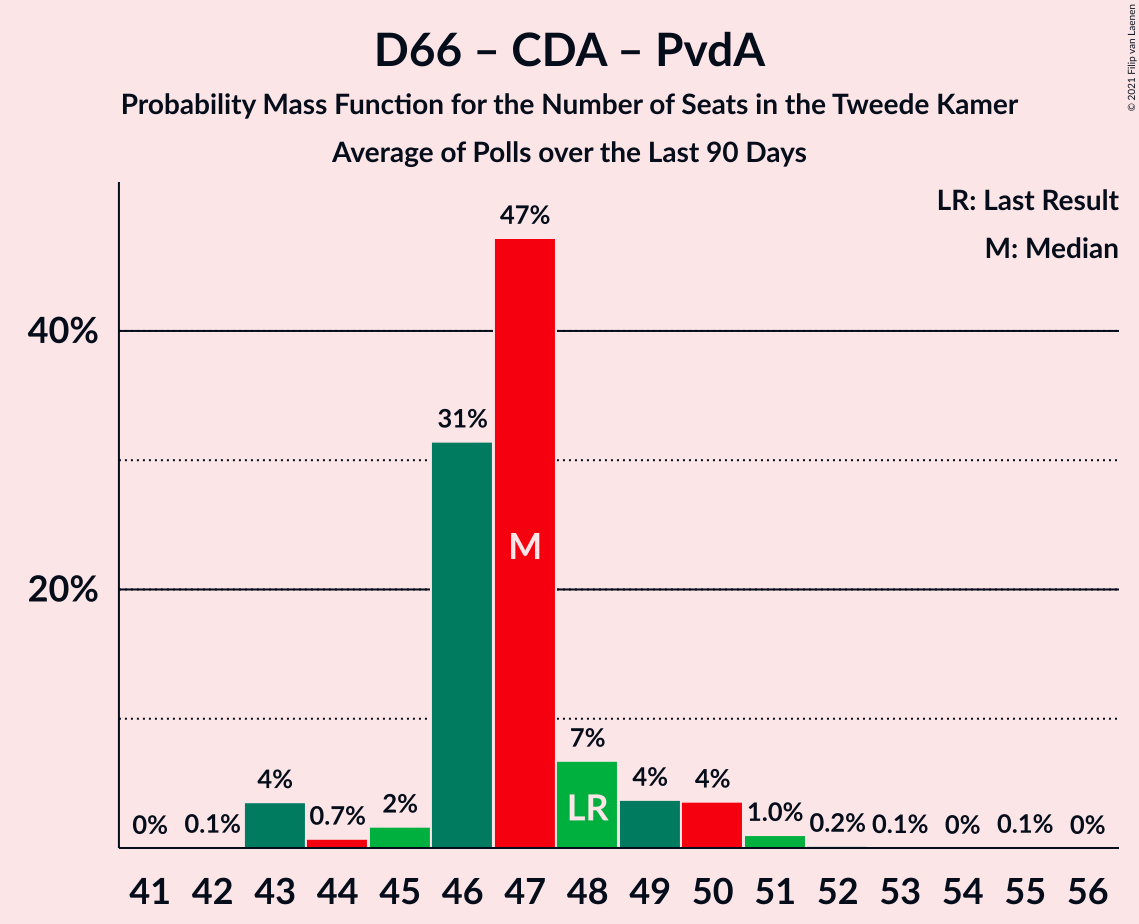 D66 – CDA – PvdA
Probability Mass Function for the Number of Seats in the Tweede Kamer
Average of Polls over the Last 90 Days
© 2021 Filip van Laenen
LR: Last Result
M: Median
47%
40%
31%
M
20%
7%
4%
4%
4%
2%
0.7%
1.0%
LR
0%
0.1%
0.2%
0.1%
0%
0.1%
0%
41 42 43 44 45 46 47 48 49 50 51 52 53 54 55 56